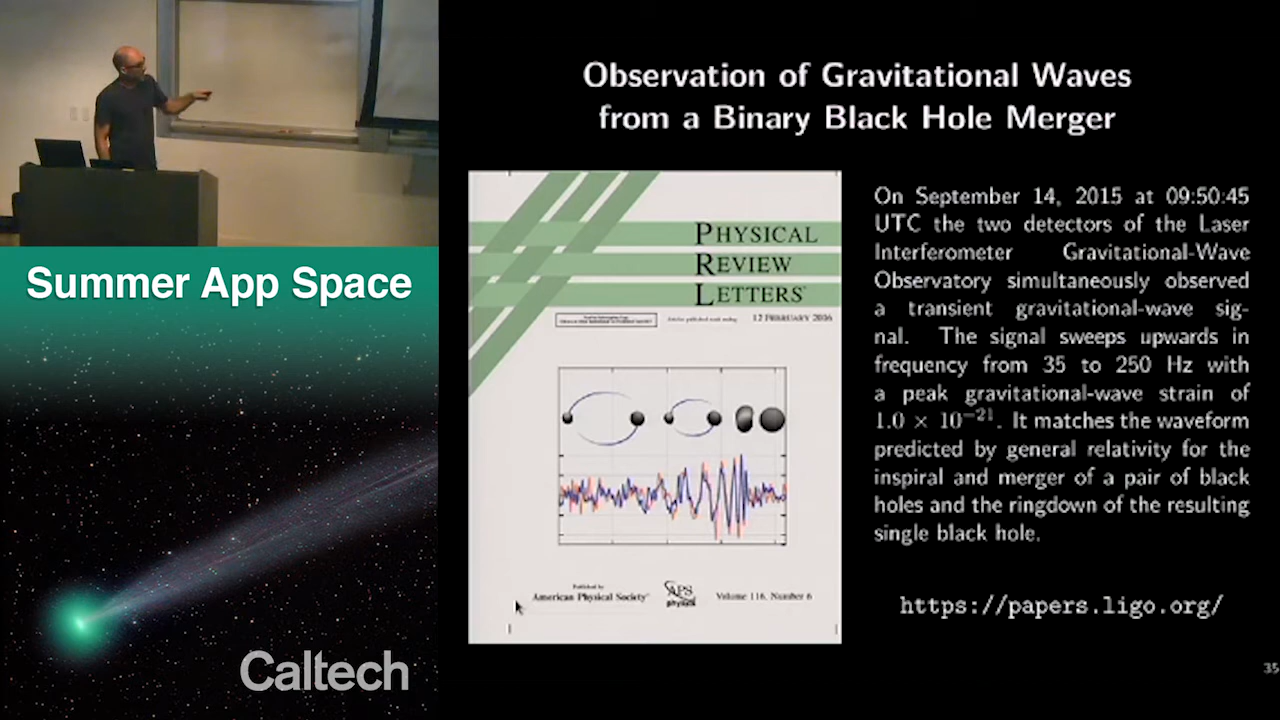 Summer App Space
Caltech
Observation of Gravitational Waves
from a Binary Black Hole Merger
PHYSICAL
REVIEW
LETTERS
12 FEBRUARY 2016
Published by
American Physical Society
APS
physics
Volume 116, Number 6
On September 14, 2015 at 09:50:45
UTC the two detectors of the Laser
Interferometer Gravitational-Wave
Observatory simultaneously observed
a transient gravitational-wave sig-
nal. The signal sweeps upwards in
frequency from 35 to 250 Hz with
a peak gravitational-wave strain of
1.0 × 10⁻²¹. It matches the waveform
predicted by general relativity for the
inspiral and merger of a pair of black
holes and the ringdown of the resulting
single black hole.
https://papers.ligo.org/
35